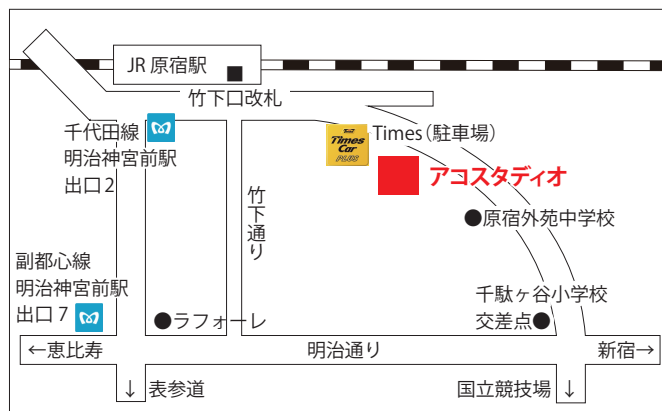 JR 原宿駅
竹下口改札
千代田線
明治神宮前駅
出口 2
Times Car PLUS
Times（駐車場）
アコスタディオ
竹下通り
●原宿外苑中学校
副都心線
明治神宮前駅
出口 7
●ラフォーレ
千駄ヶ谷小学校
交差点●
←恵比寿
明治通り
新宿→
↓ 表参道
国立競技場 ↓